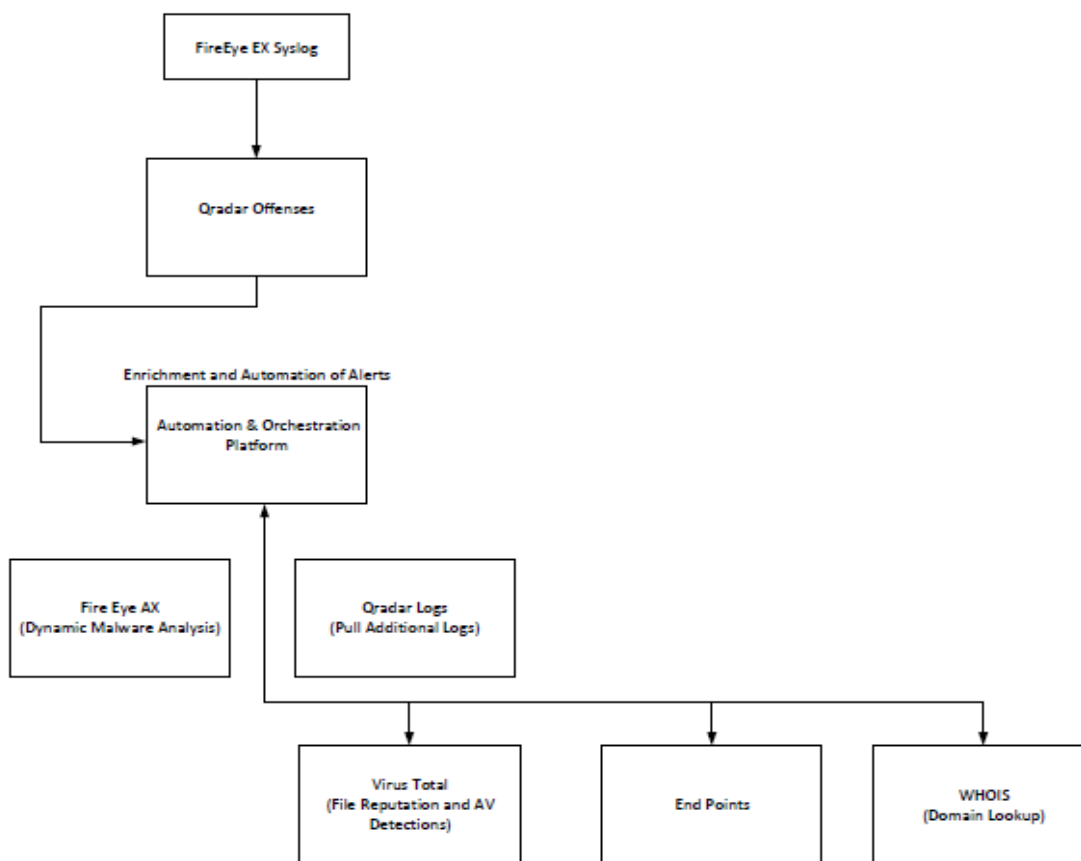 FireEye EX Syslog
Qradar Offenses
Enrichment and Automation of Alerts
Automation & Orchestration
Platform
Fire Eye AX
(Dynamic Malware Analysis)
Qradar Logs
(Pull Additional Logs)
Virus Total
(File Reputation and AV
Detections)
End Points
WHOIS
(Domain Lookup)